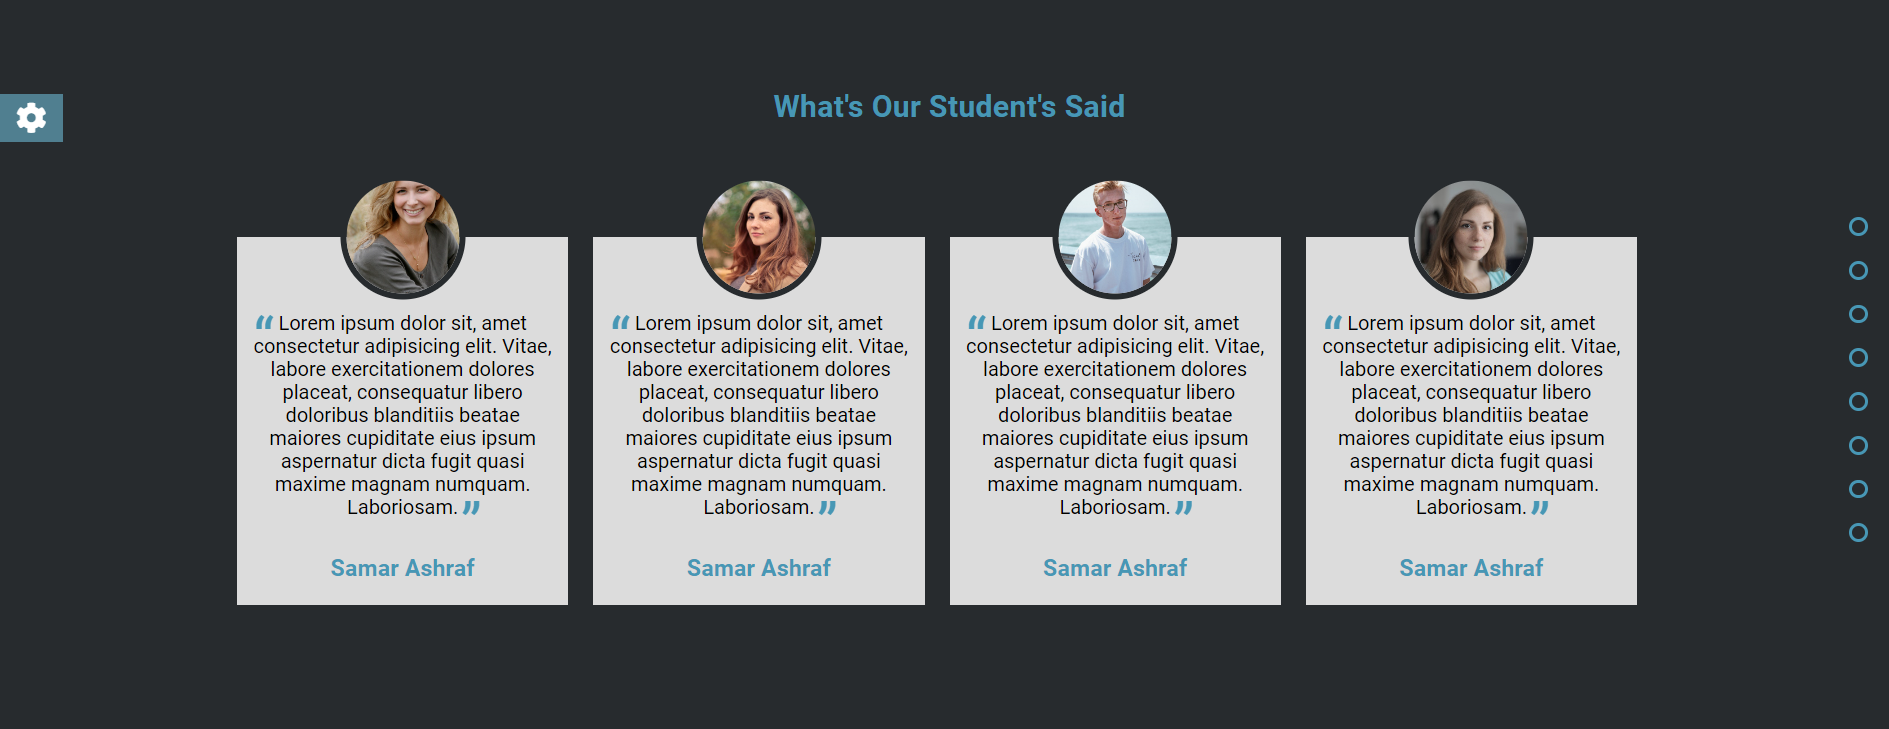 What's Our Student's Said
“ Lorem ipsum dolor sit, amet
consectetur adipisicing elit. Vitae,
labore exercitationem dolores
placeat, consequatur libero
doloribus blanditiis beatae
maiores cupiditate eius ipsum
aspernatur dicta fugit quasi
maxime magnam numquam.
Laboriosam. ”
Samar Ashraf
“ Lorem ipsum dolor sit, amet
consectetur adipisicing elit. Vitae,
labore exercitationem dolores
placeat, consequatur libero
doloribus blanditiis beatae
maiores cupiditate eius ipsum
aspernatur dicta fugit quasi
maxime magnam numquam.
Laboriosam. ”
Samar Ashraf
“ Lorem ipsum dolor sit, amet
consectetur adipisicing elit. Vitae,
labore exercitationem dolores
placeat, consequatur libero
doloribus blanditiis beatae
maiores cupiditate eius ipsum
aspernatur dicta fugit quasi
maxime magnam numquam.
Laboriosam. ”
Samar Ashraf
“ Lorem ipsum dolor sit, amet
consectetur adipisicing elit. Vitae,
labore exercitationem dolores
placeat, consequatur libero
doloribus blanditiis beatae
maiores cupiditate eius ipsum
aspernatur dicta fugit quasi
maxime magnam numquam.
Laboriosam. ”
Samar Ashraf